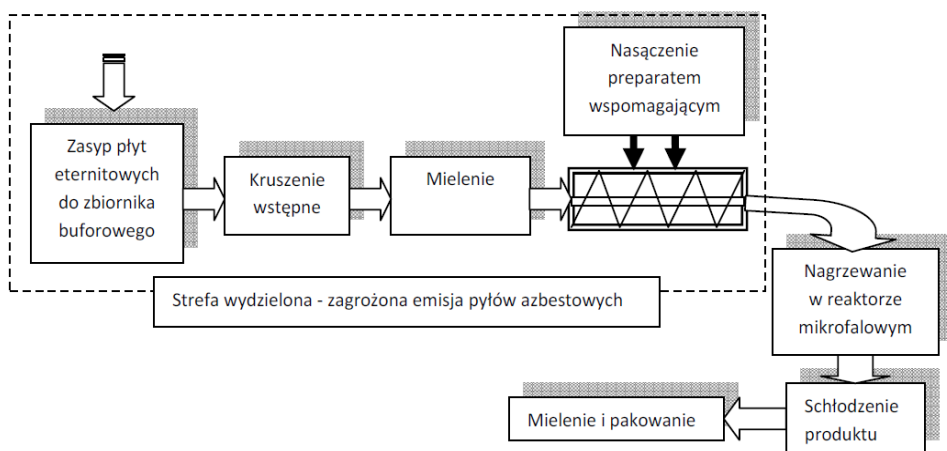 Zasyp płyt
eternitowych
do zbiornika
buforowego
Kruszenie
wstępne
Mielenie
Nasączenie
preparatem
wspomagającym
Strefa wydzielona - zagrożona emisja pyłów azbestowych
Nagrzewanie
w reaktorze
mikrofalowym
Schłodzenie
produktu
Mielenie i pakowanie